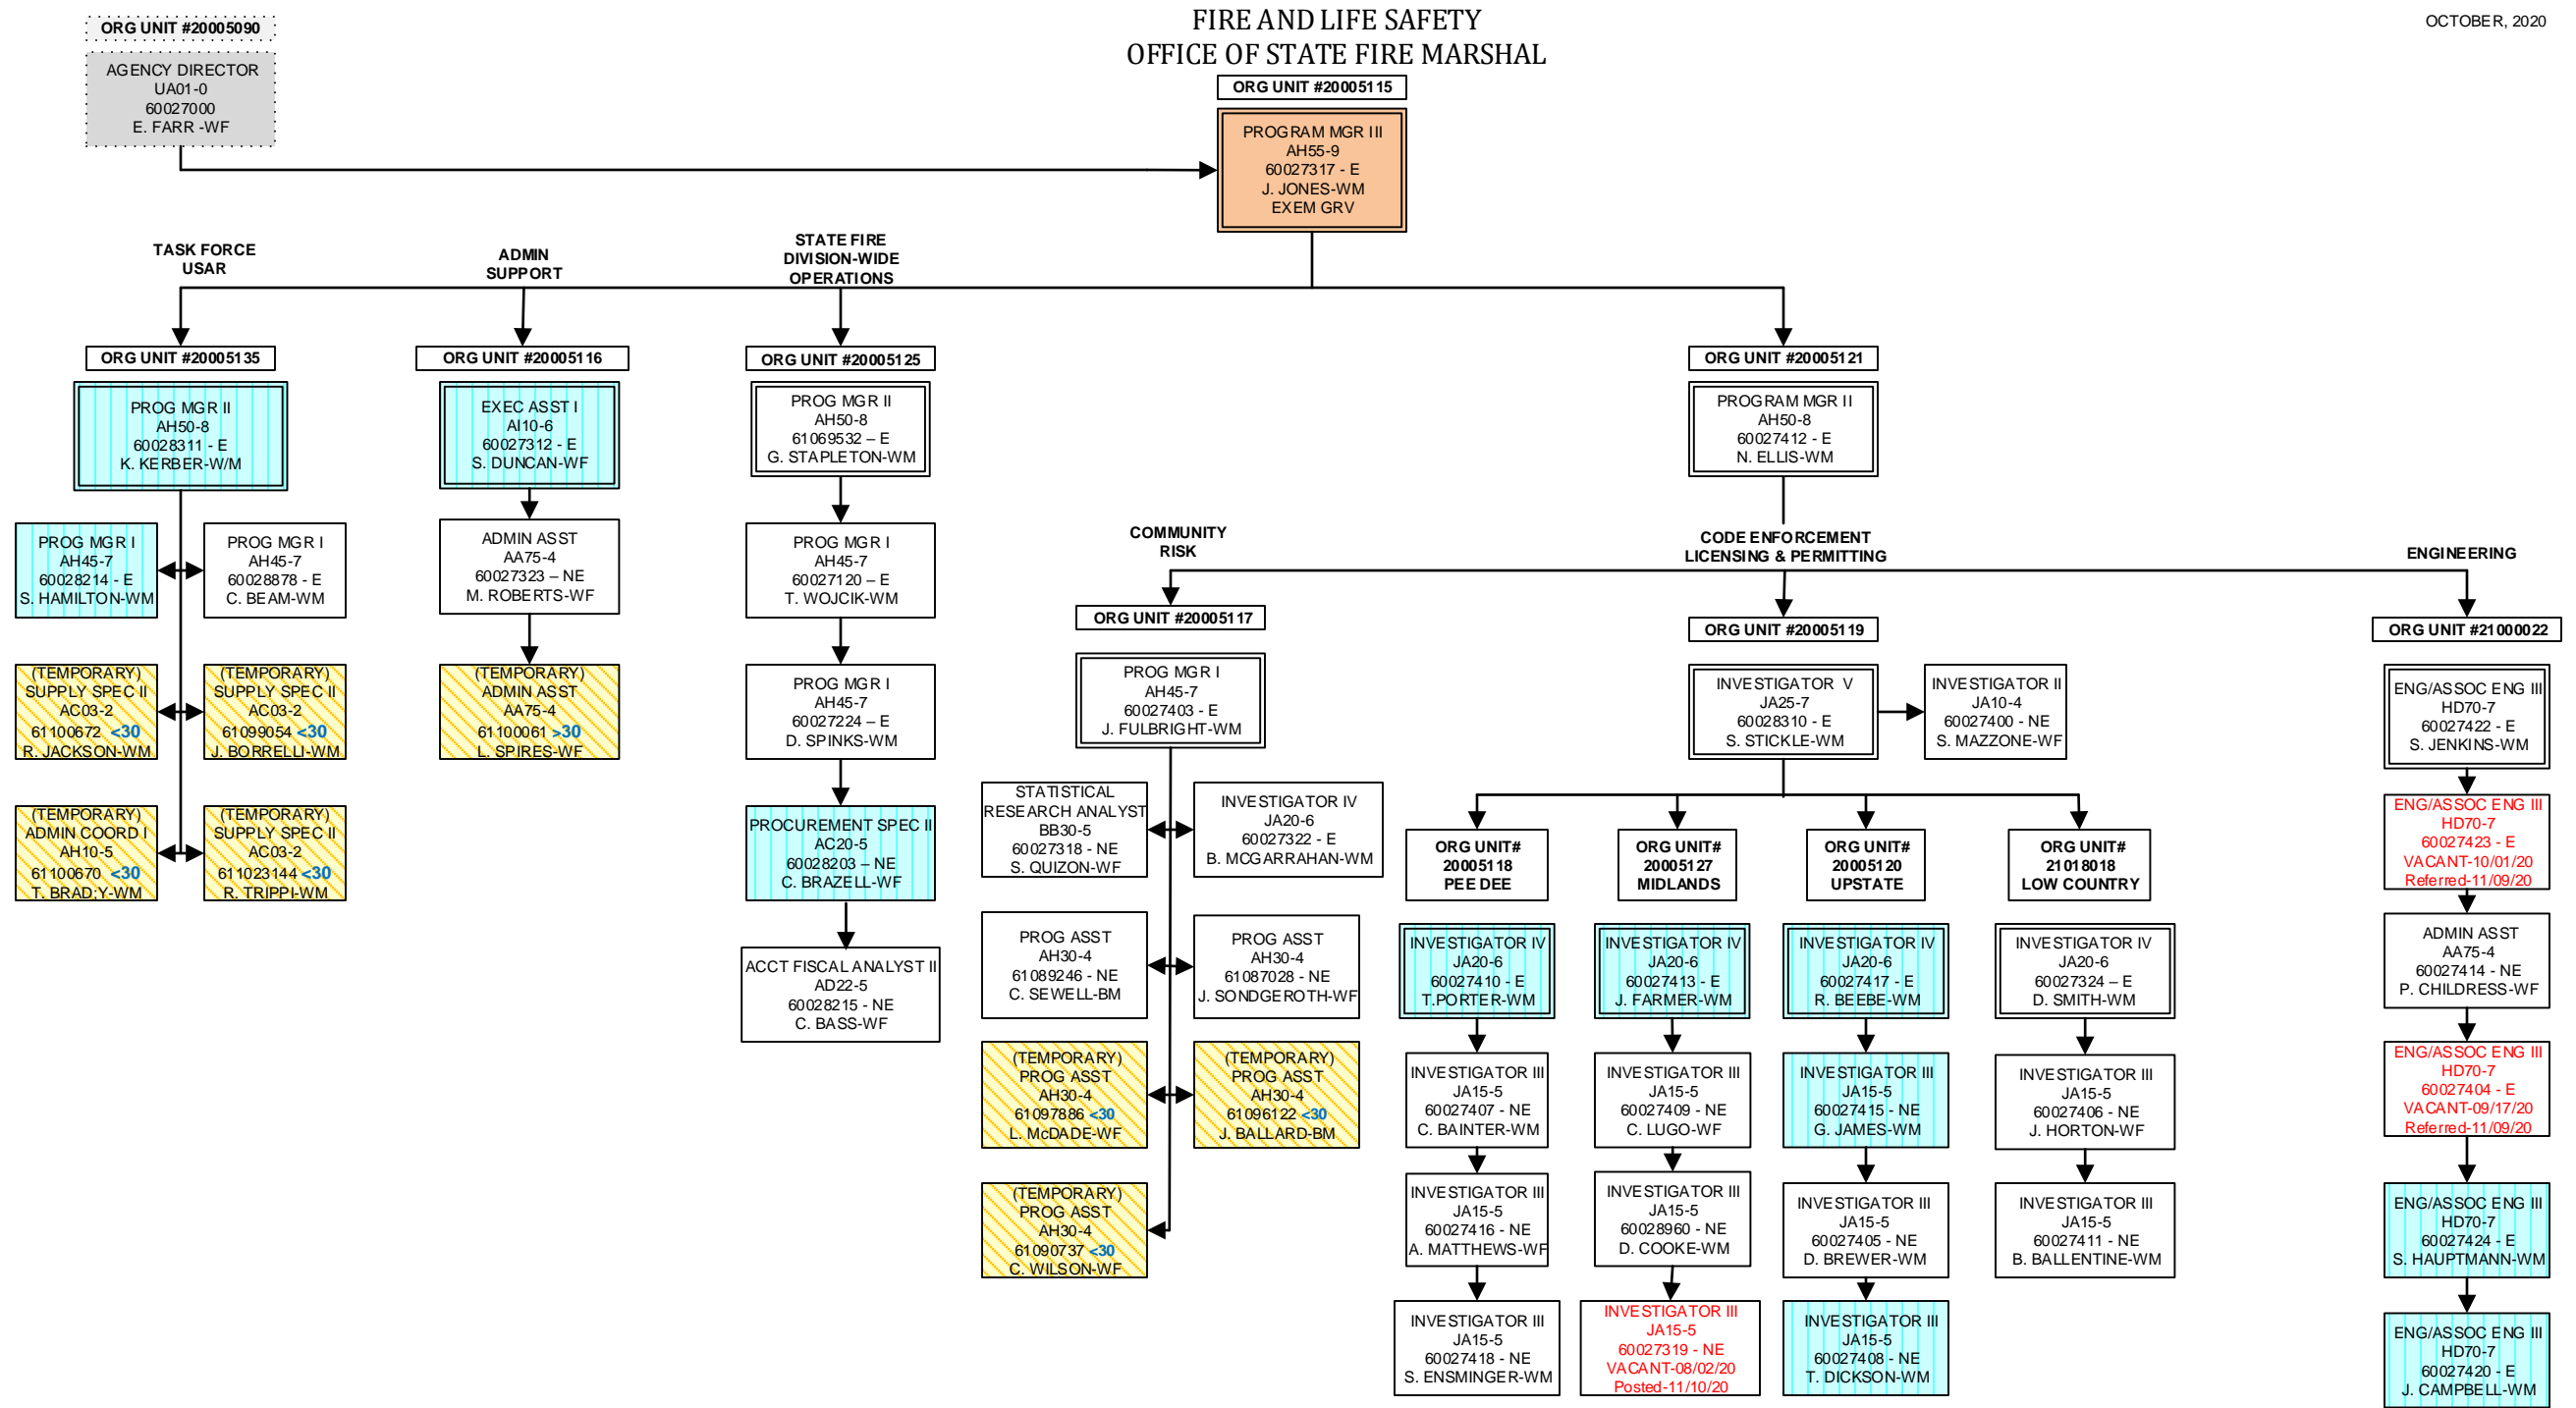 FIRE AND LIFE SAFETY
OFFICE OF STATE FIRE MARSHAL
OCTOBER, 2020
ORG UNIT #20005090
AGENCY DIRECTOR
UA01-0
60027000
E. FARR -WF
ORG UNIT #20005115
PROGRAM MGR III
AH55-9
60027317 - E
J. JONES-WM
EXEM GRV
TASK FORCE
USAR
ADMIN
SUPPORT
STATE FIRE
DIVISION-WIDE
OPERATIONS
ORG UNIT #20005135
PROG MGR II
AH50-8
60028311 - E
K. KERBER-W/M
PROG MGR I
AH45-7
60028214 - E
S. HAMILTON-WM
PROG MGR I
AH45-7
60028878 - E
C. BEAM-WM
(TEMPORARY)
SUPPLY SPEC II
AC03-2
61100672 <30
R. JACKSON-WM
(TEMPORARY)
SUPPLY SPEC II
AC03-2
61099054 <30
J. BORRELLI-WM
(TEMPORARY)
ADMIN COORD I
AH10-5
61100670 <30
T. BRAD;Y-WM
(TEMPORARY)
SUPPLY SPEC II
AC03-2
611023144 <30
R. TRIPPI-WM
ORG UNIT #20005116
EXEC ASST I
AI10-6
60027312 - E
S. DUNCAN-WF
ADMIN ASST
AA75-4
60027323 – NE
M. ROBERTS-WF
(TEMPORARY)
ADMIN ASST
AA75-4
61100061 >30
L. SPIRES-WF
ORG UNIT #20005125
PROG MGR II
AH50-8
61069532 – E
G. STAPLETON-WM
PROG MGR I
AH45-7
60027120 – E
T. WOJCIK-WM
PROG MGR I
AH45-7
60027224 – E
D. SPINKS-WM
PROCUREMENT SPEC II
AC20-5
60028203 – NE
C. BRAZELL-WF
ACCT FISCAL ANALYST II
AD22-5
60028215 - NE
C. BASS-WF
ORG UNIT #20005121
PROGRAM MGR II
AH50-8
60027412 - E
N. ELLIS-WM
COMMUNITY
RISK
CODE ENFORCEMENT
LICENSING & PERMITTING
ENGINEERING
ORG UNIT #20005117
PROG MGR I
AH45-7
60027403 - E
J. FULBRIGHT-WM
STATISTICAL
RESEARCH ANALYST
BB30-5
60027318 - NE
S. QUIZON-WF
INVESTIGATOR IV
JA20-6
60027322 - E
B. MCGARRAHAN-WM
PROG ASST
AH30-4
61089246 - NE
C. SEWELL-BM
PROG ASST
AH30-4
61087028 - NE
J. SONDGEROTH-WF
(TEMPORARY)
PROG ASST
AH30-4
61097886 <30
L. McDADE-WF
(TEMPORARY)
PROG ASST
AH30-4
61096122 <30
J. BALLARD-BM
(TEMPORARY)
PROG ASST
AH30-4
61090737 <30
C. WILSON-WF
ORG UNIT #20005119
INVESTIGATOR V
JA25-7
60028310 - E
S. STICKLE-WM
INVESTIGATOR II
JA10-4
60027400 - NE
S. MAZZONE-WF
ORG UNIT#
20005118
PEE DEE
INVESTIGATOR IV
JA20-6
60027410 - E
T.PORTER-WM
INVESTIGATOR III
JA15-5
60027407 - NE
C. BAINTER-WM
INVESTIGATOR III
JA15-5
60027416 - NE
A. MATTHEWS-WF
INVESTIGATOR III
JA15-5
60027418 - NE
S. ENSMINGER-WM
ORG UNIT#
20005127
MIDLANDS
INVESTIGATOR IV
JA20-6
60027413 - E
J. FARMER-WM
INVESTIGATOR III
JA15-5
60027409 - NE
C. LUGO-WF
INVESTIGATOR III
JA15-5
60028960 - NE
D. COOKE-WM
INVESTIGATOR III
JA15-5
60027319 - NE
VACANT-08/02/20
Posted-11/10/20
ORG UNIT#
20005120
UPSTATE
INVESTIGATOR IV
JA20-6
60027417 - E
R. BEEBE-WM
INVESTIGATOR III
JA15-5
60027415 - NE
G. JAMES-WM
INVESTIGATOR III
JA15-5
60027405 - NE
D. BREWER-WM
INVESTIGATOR III
JA15-5
60027408 - NE
T. DICKSON-WM
ORG UNIT#
21018018
LOW COUNTRY
INVESTIGATOR IV
JA20-6
60027324 – E
D. SMITH-WM
INVESTIGATOR III
JA15-5
60027406 - NE
J. HORTON-WF
INVESTIGATOR III
JA15-5
60027411 - NE
B. BALLENTINE-WM
ORG UNIT #21000022
ENG/ASSOC ENG III
HD70-7
60027422 - E
S. JENKINS-WM
ENG/ASSOC ENG III
HD70-7
60027423 - E
VACANT-10/01/20
Referred-11/09/20
ADMIN ASST
AA75-4
60027414 - NE
P. CHILDRESS-WF
ENG/ASSOC ENG III
HD70-7
60027404 - E
VACANT-09/17/20
Referred-11/09/20
ENG/ASSOC ENG III
HD70-7
60027424 - E
S. HAUPTMANN-WM
ENG/ASSOC ENG III
HD70-7
60027420 - E
J. CAMPBELL-WM